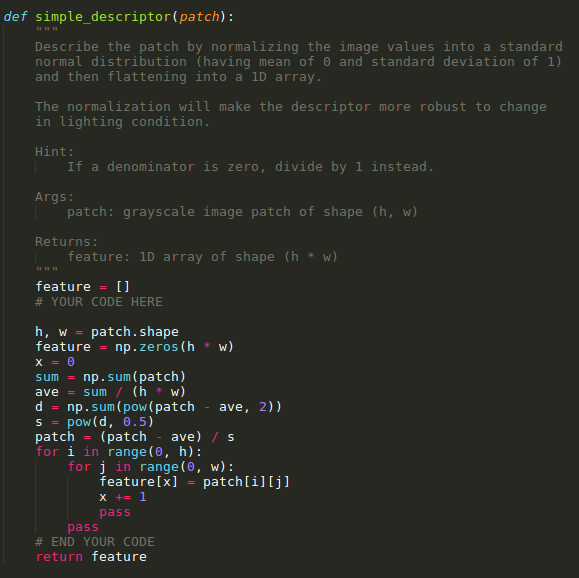 def simple_descriptor(patch):
    """
    Describe the patch by normalizing the image values into a standard
    normal distribution (having mean of 0 and standard deviation of 1)
    and then flattening into a 1D array.

    The normalization will make the descriptor more robust to change
    in lighting condition.

    Hint:
        If a denominator is zero, divide by 1 instead.

    Args:
        patch: grayscale image patch of shape (h, w)

    Returns:
        feature: 1D array of shape (h * w)
    """
    feature = []
    # YOUR CODE HERE

    h, w = patch.shape
    feature = np.zeros(h * w)
    x = 0
    sum = np.sum(patch)
    ave = sum / (h * w)
    d = np.sum(pow(patch - ave, 2))
    s = pow(d, 0.5)
    patch = (patch - ave) / s
    for i in range(0, h):
        for j in range(0, w):
            feature[x] = patch[i][j]
            x += 1
            pass
        pass
    # END YOUR CODE
    return feature